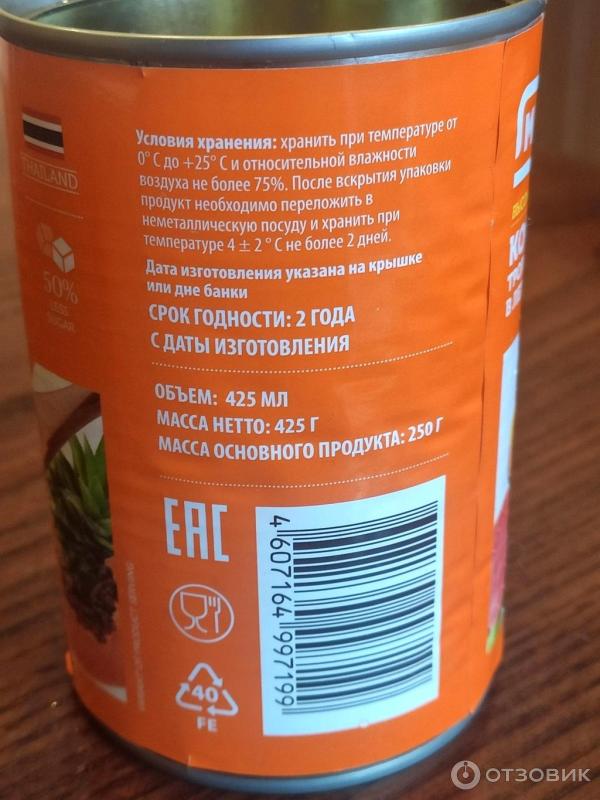 THAILAND
50%
LESS
SUGAR
Условия хранения: хранить при температуре от
0° С до +25° С и относительной влажности
воздуха не более 75%. После вскрытия упаковки
продукт необходимо переложить в
неметаллическую посуду и хранить при
температуре 4 ± 2 ° С не более 2 дней.
Дата изготовления указана на крышке
или дне банки
СРОК ГОДНОСТИ: 2 ГОДА
С ДАТЫ ИЗГОТОВЛЕНИЯ
ОБЪЕМ: 425 МЛ
МАССА НЕТТО: 425 Г
МАССА ОСНОВНОГО ПРОДУКТА: 250 Г
EAC
4 607164 997199
40
FE
ОТЗОВИК